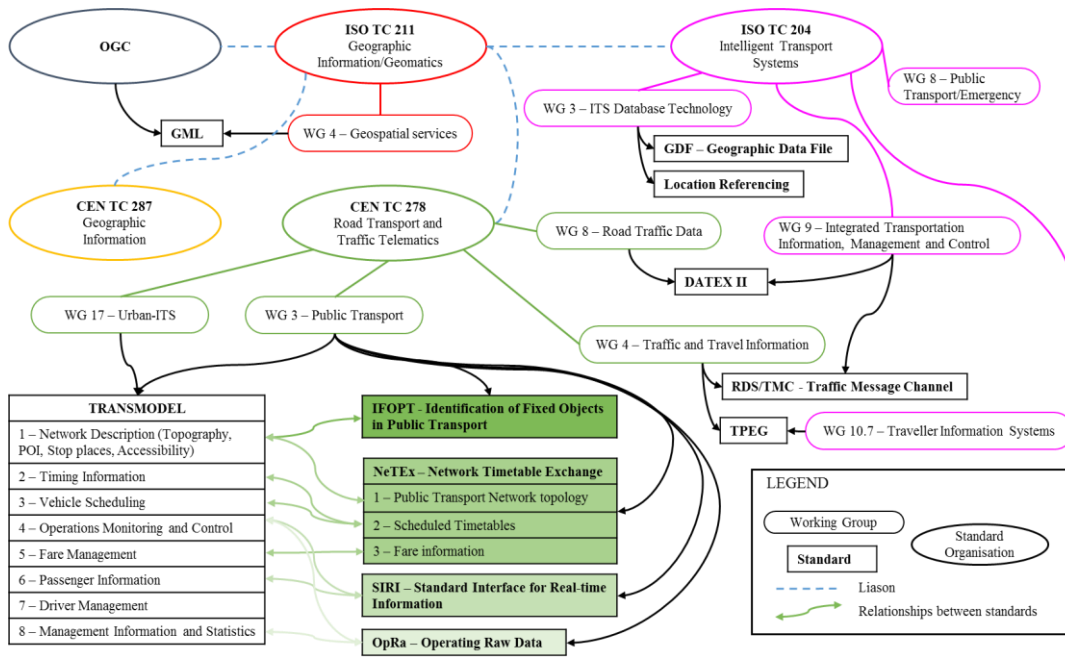 OGC
ISO TC 211
Geographic
Information/Geomatics
ISO TC 204
Intelligent Transport
Systems
WG 8 – Public
Transport/Emergency
WG 3 – ITS Database Technology
GML
WG 4 – Geospatial services
GDF – Geographic Data File
Location Referencing
CEN TC 287
Geographic
Information
CEN TC 278
Road Transport and
Traffic Telematics
WG 8 – Road Traffic Data
WG 9 – Integrated Transportation
Information, Management and Control
DATEX II
WG 17 – Urban-ITS
WG 3 – Public Transport
WG 4 – Traffic and Travel Information
RDS/TMC - Traffic Message Channel
TPEG
WG 10.7 – Traveller Information Systems
TRANSMODEL
1 – Network Description (Topography,
POI, Stop places, Accessibility)
2 – Timing Information
3 – Vehicle Scheduling
4 – Operations Monitoring and Control
5 – Fare Management
6 – Passenger Information
7 – Driver Management
8 – Management Information and Statistics
IFOPT - Identification of Fixed Objects
in Public Transport
NeTEx – Network Timetable Exchange
1 – Public Transport Network topology
2 – Scheduled Timetables
3 – Fare information
SIRI – Standard Interface for Real-time
Information
OpRa – Operating Raw Data
LEGEND
Working Group
Standard
Standard
Organisation
Liason
Relationships between standards